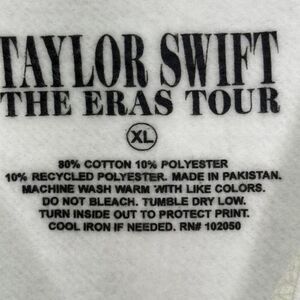 TAYLOR SWIFT
THE ERAS TOUR
XL
80% COTTON 10% POLYESTER
10% RECYCLED POLYESTER. MADE IN PAKISTAN.
MACHINE WASH WARM WITH LIKE COLORS.
DO NOT BLEACH. TUMBLE DRY LOW.
TURN INSIDE OUT TO PROTECT PRINT.
COOL IRON IF NEEDED. RN# 102050